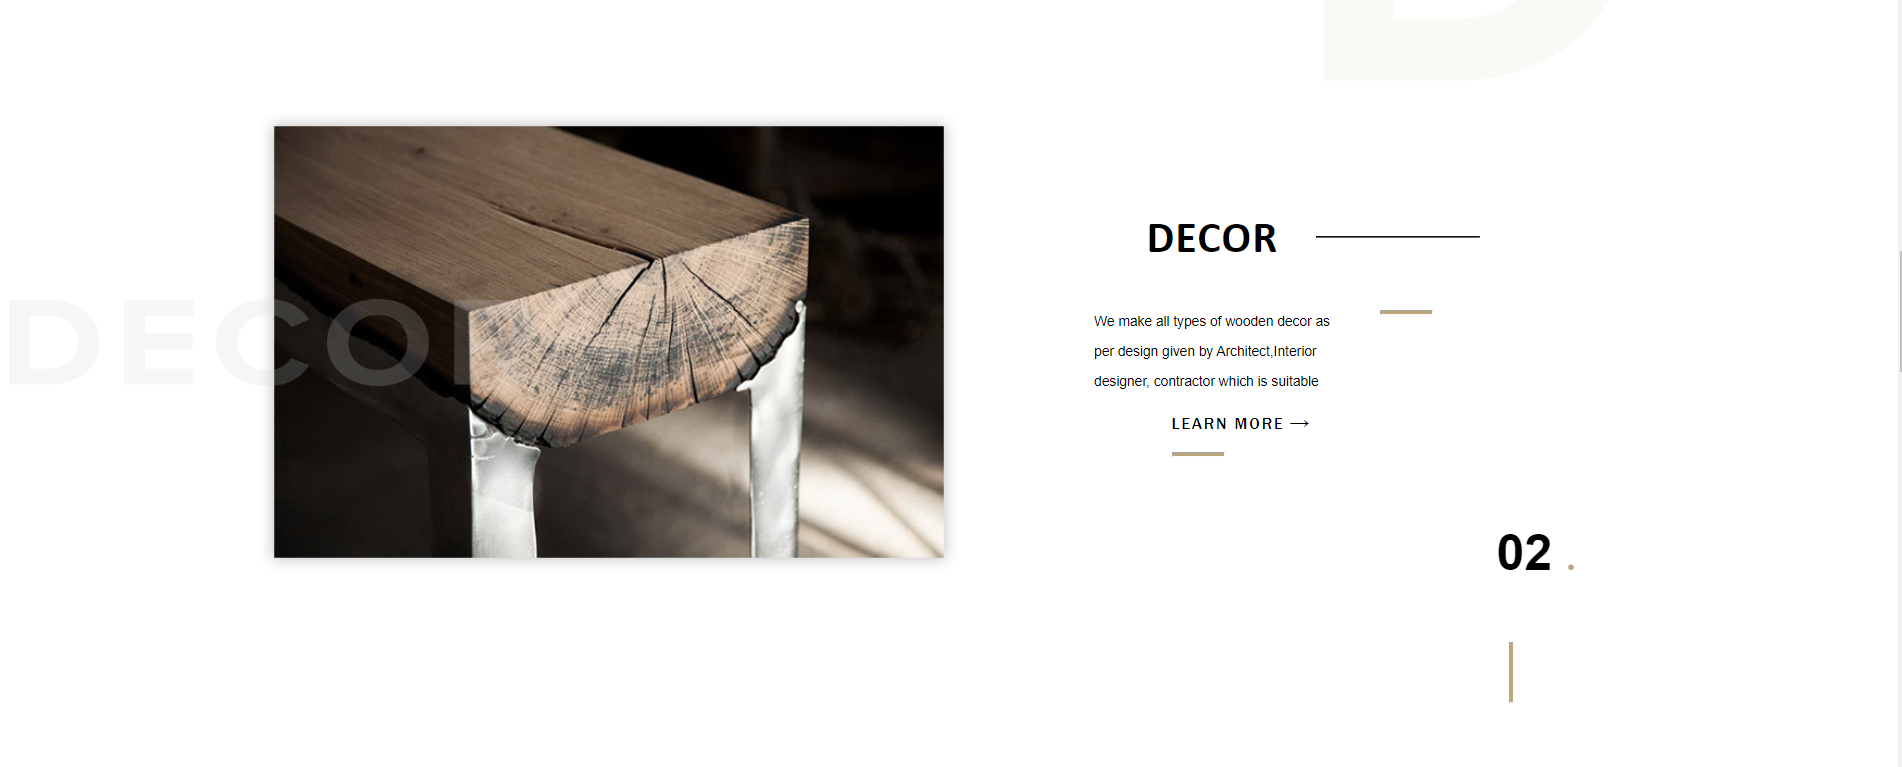 DECOR
DECOR
We make all types of wooden decor as
per design given by Architect,Interior
designer, contractor which is suitable
LEARN MORE →
02 .